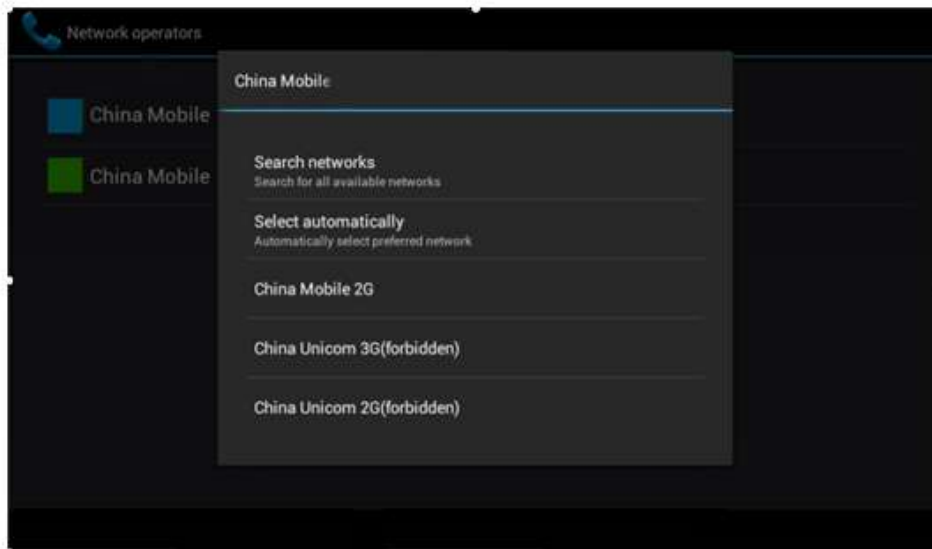 Network operators
China Mobile
China Mobile
China Mobile
Search networks
Search for all available networks
Select automatically
Automatically select preferred network
China Mobile 2G
China Unicom 3G(forbidden)
China Unicom 2G(forbidden)